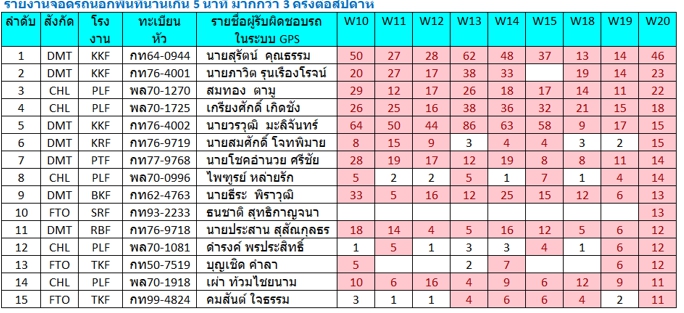 รายงานจอดรถนอกพื้นที่นานเกิน 5 นาที มากกว่า 3 ครั้งต่อสัปดาห์
ลำดับ สังกัด โรงงาน ทะเบียนหัว รายชื่อผู้รับผิดชอบรถในระบบ GPS W10 W11 W12 W13 W14 W15 W18 W19 W20
1 DMT KKF กท64-0944 นายสุรัตน์ คุณธรรม 50 27 28 62 48 37 13 14 46
2 DMT KKF กท76-4001 นายภาวิต รุนเรืองโรจน์ 20 27 17 38 33 19 14 23
3 CHL PLF พล70-1270 สมทอง ตามู 29 12 17 26 18 17 14 11 22
4 CHL PLF พล70-1725 เกรียงศักดิ์ เกิดซัง 26 25 16 38 36 32 21 15 18
5 DMT KKF กท76-4002 นายวรวุฒิ มะลิจันทร์ 64 50 44 86 63 58 9 17 15
6 DMT KRF กท76-9719 นายสมศักดิ์ โจทพิมาย 8 15 9 3 4 4 3 2 15
7 DMT PTF กท77-9768 นายโชคอำนวย ศรีชัย 28 19 17 12 19 8 8 11 14
8 CHL PLF พล70-0996 ไพฑูรย์ หล่ายรัก 5 2 2 5 1 7 1 4 14
9 DMT BKF กท62-4763 นายธีระ พิราวุฒิ 33 5 16 12 25 15 12 6 13
10 FTO SRF กท93-2233 ธนชาติ สุทธิกาญจนา 13
11 DMT RBF กท76-9718 นายประสาน สุสัณกุลธร 18 14 4 5 16 12 5 6 12
12 CHL PLF พล70-1081 ดำรงค์ พรประสิทธิ์ 1 5 1 3 3 4 1 6 12
13 FTO TKF กท50-7519 บุญเชิด คำลา 5 2 7 6 12
14 CHL PLF พล70-1918 เผ่า ท้วมไชยนาม 10 6 16 4 9 6 12 9 11
15 FTO TKF กท99-4824 คมสันต์ ใจธรรม 3 1 1 4 6 4 4 2 11